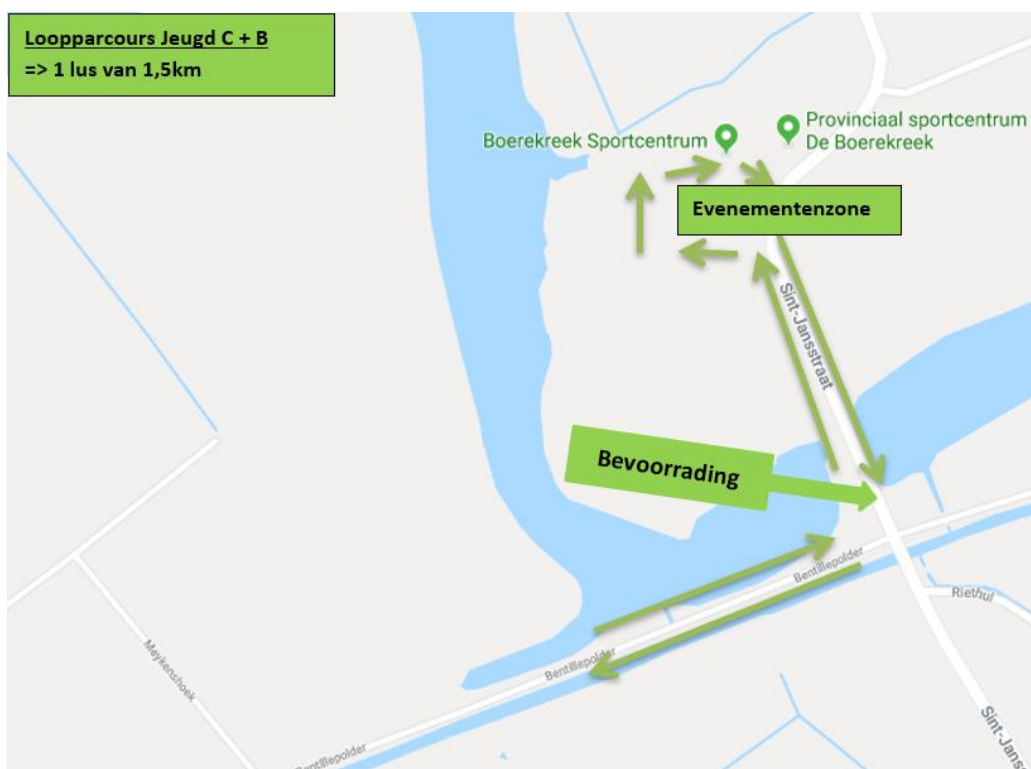 Loopparcours Jeugd C + B
=> 1 lus van 1,5km
Boerekreek Sportcentrum
Provinciaal sportcentrum
De Boerekreek
Evenementenzone
Sint-Jansstraat
Bevoorrading
Bentillepolder
Riethul
Bentillepolder
Meykenshoek
Bentillepolder
Sint-Jans